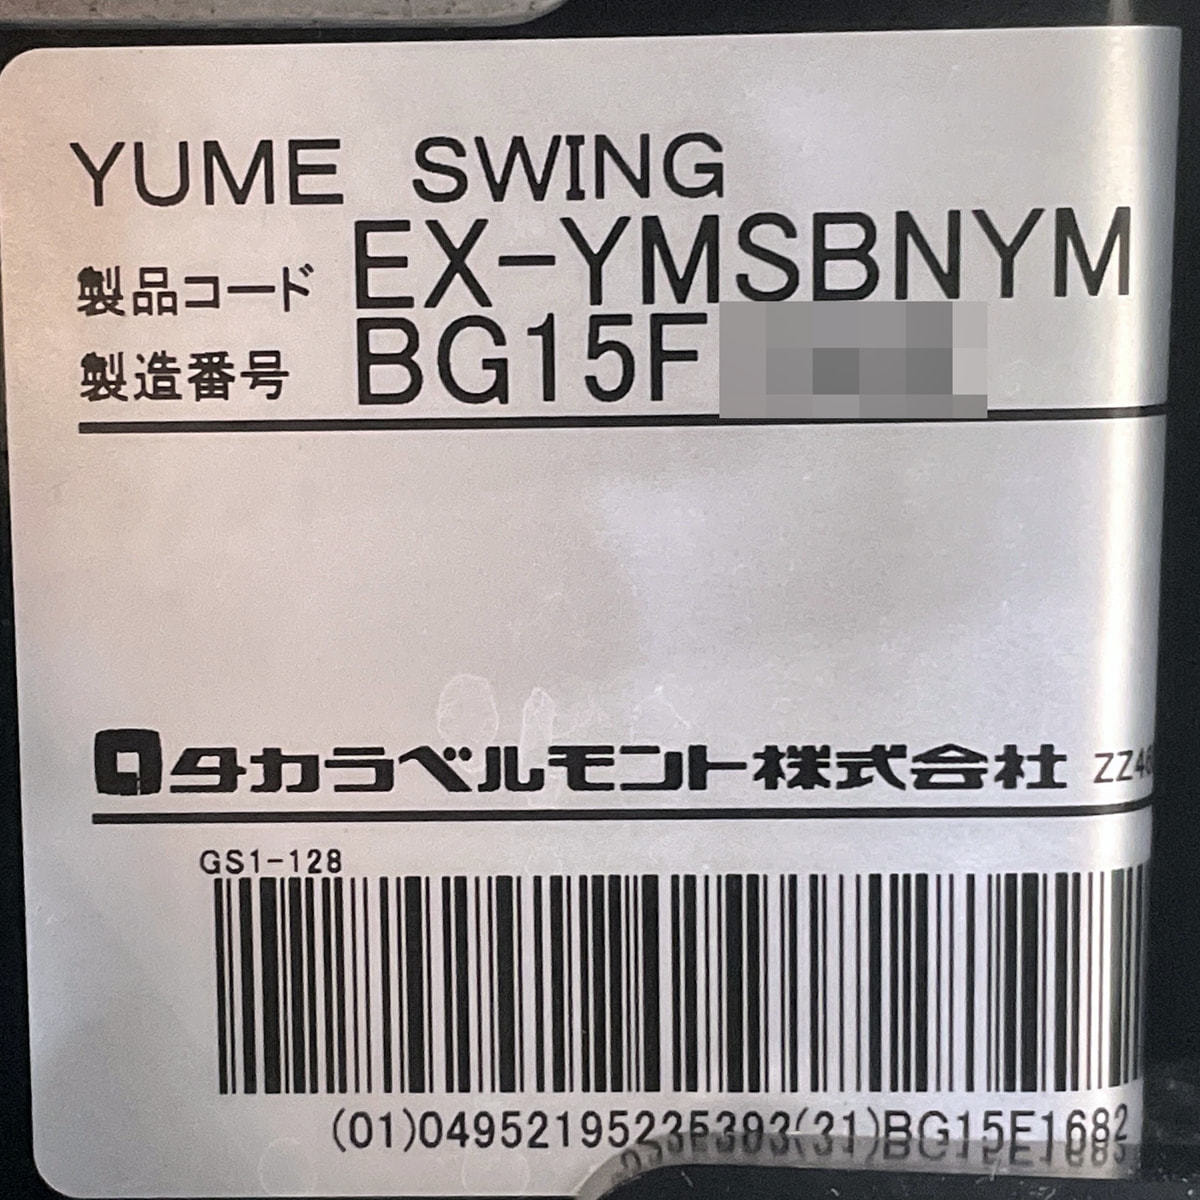 YUME SWING
製品コード EX-YMSBNYM
製造番号 BG15F
タカラベルモント株式会社 ZZ46
GS1-128